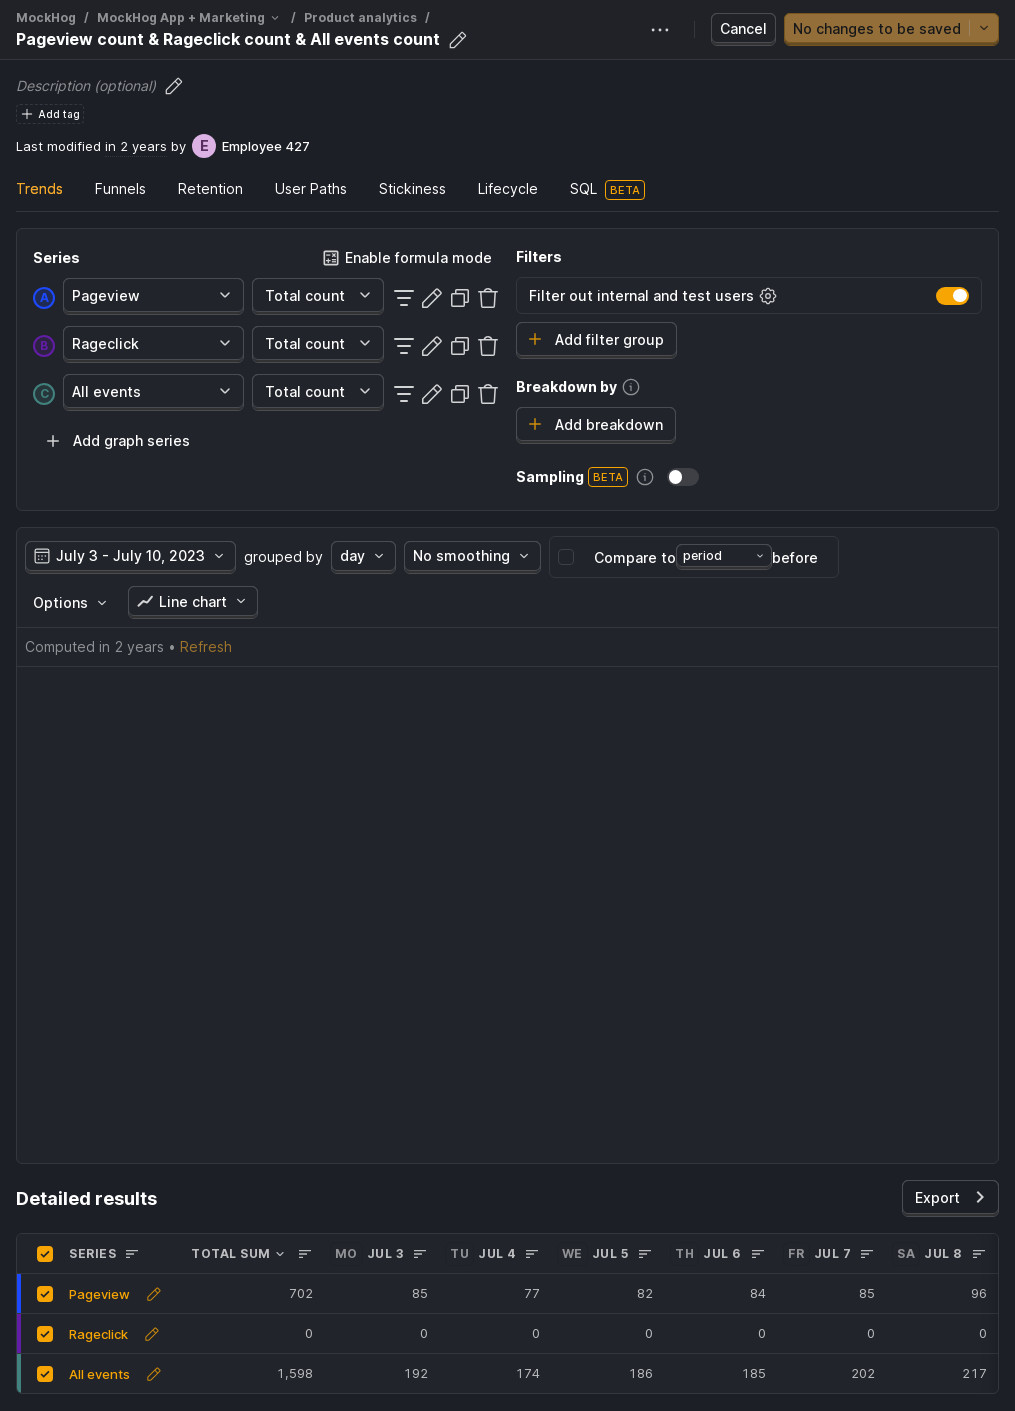 MockHog / MockHog App + Marketing / Product analytics /
Pageview count & Rageclick count & All events count
Cancel
No changes to be saved
Description (optional)
Add tag
Last modified in 2 years by E Employee 427
Trends Funnels Retention User Paths Stickiness Lifecycle SQL BETA
Series
Enable formula mode
A Pageview Total count
B Rageclick Total count
C All events Total count
Add graph series
Filters
Filter out internal and test users
Add filter group
Breakdown by
Add breakdown
Sampling BETA
July 3 - July 10, 2023 grouped by day No smoothing Compare to period before
Options Line chart
Computed in 2 years • Refresh
Detailed results
Export
SERIES TOTAL SUM MO JUL 3 TU JUL 4 WE JUL 5 TH JUL 6 FR JUL 7 SA JUL 8
Pageview 702 85 77 82 84 85 96
Rageclick 0 0 0 0 0 0 0
All events 1,598 192 174 186 185 202 217